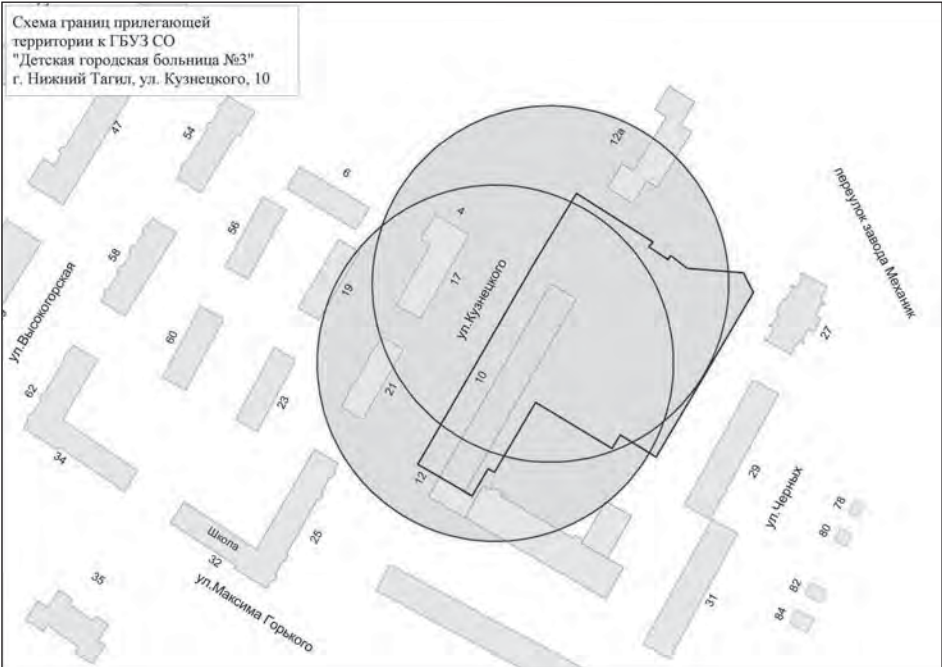 Схема границ прилегающей
территории к ГБУЗ СО
"Детская городская больница №3"
г. Нижний Тагил, ул. Кузнецкого, 10
47
54
6
12а
переулок завода Механик
56
4
58
19
17
ул.Кузнецкого
ул.Высокогорская
60
27
62
23
21
10
34
12
29
ул.Черных
78
80
Школа
32
25
35
ул.Максима Горького
31
82
84